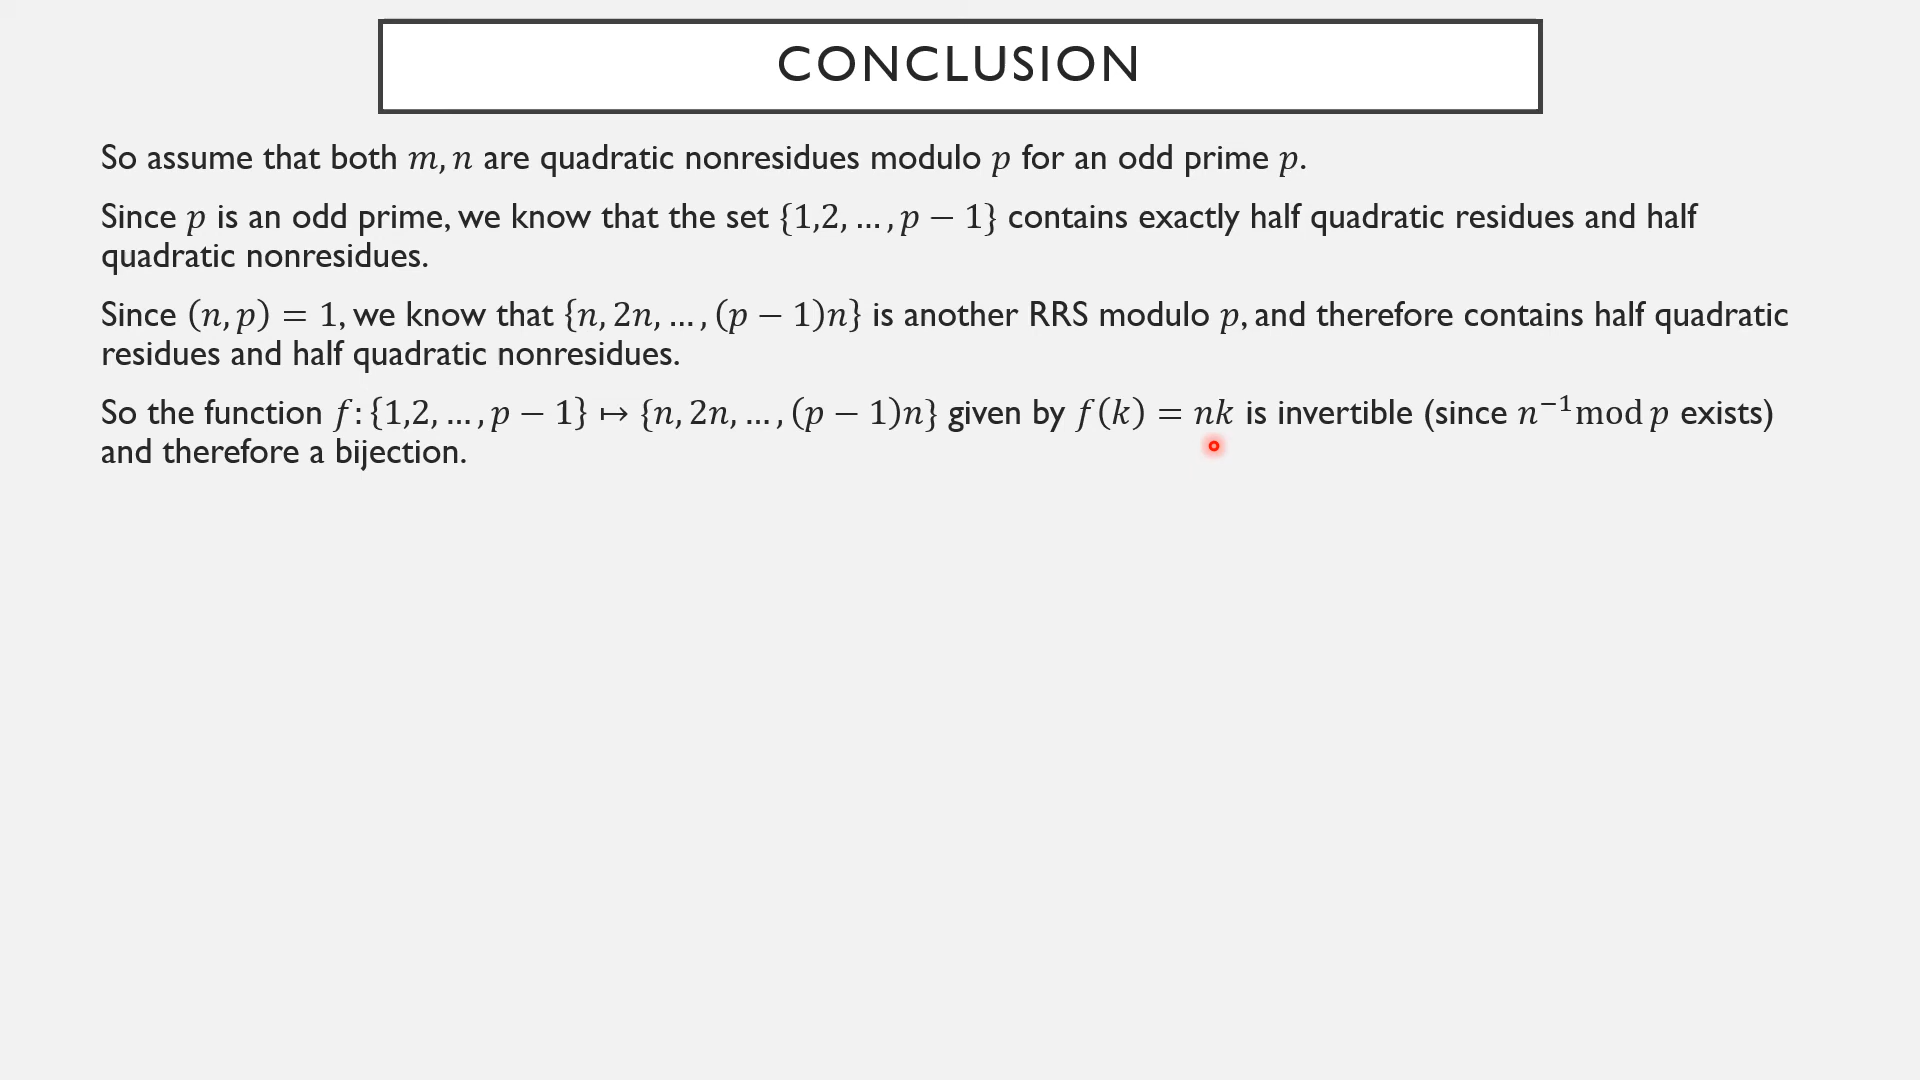 CONCLUSION
So assume that both m, n are quadratic nonresidues modulo p for an odd prime p.
Since p is an odd prime, we know that the set {1,2, … , p − 1} contains exactly half quadratic residues and half
quadratic nonresidues.
Since (n, p) = 1, we know that {n, 2n, … , (p − 1)n} is another RRS modulo p, and therefore contains half quadratic
residues and half quadratic nonresidues.
So the function f: {1,2, … , p − 1} ↦ {n, 2n, … , (p − 1)n} given by f(k) = nk is invertible (since n⁻¹ mod p exists)
and therefore a bijection.